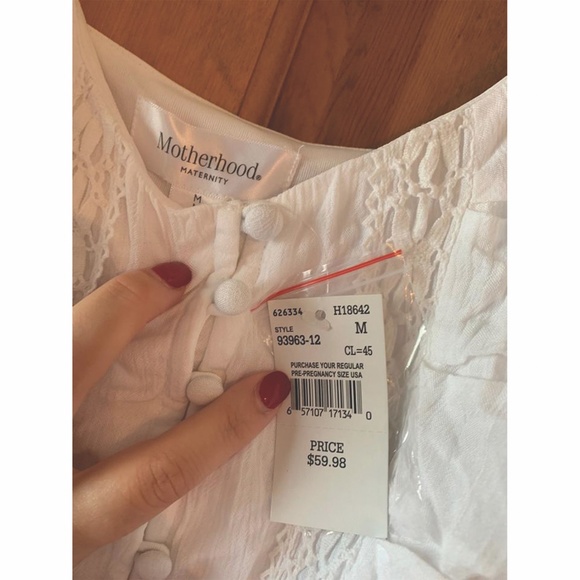 Motherhood®
MATERNITY
M
626334 H18642
STYLE M
93963-12
CL=45
PURCHASE YOUR REGULAR
PRE-PREGNANCY SIZE USA
6 57107 17134 0
PRICE
$59.98